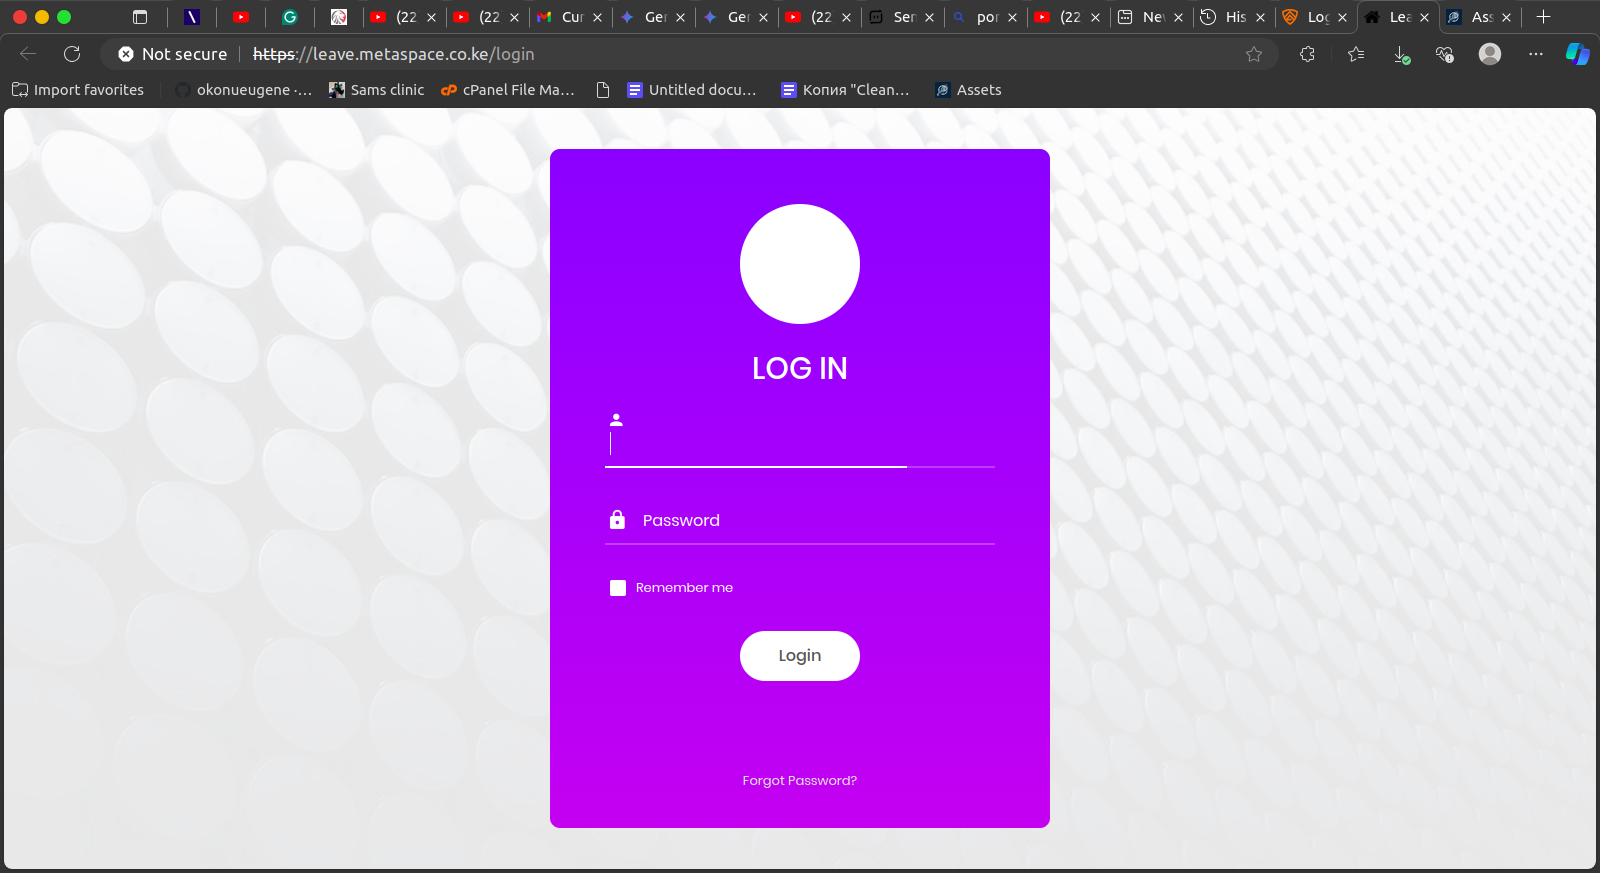 (22
(22
Cur
Ger
Ger
(22
Sen
por
(22
Nev
His
Log
Lea
Ass
Not secure
https://leave.metaspace.co.ke/login
Import favorites
okonueugene -...
Sams clinic
cPanel File Ma...
Untitled docu...
Копия "Clean...
Assets
LOG IN
Password
Remember me
Login
Forgot Password?